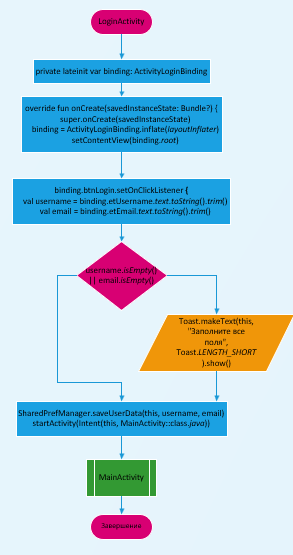 LoginActivity
private lateinit var binding: ActivityLoginBinding
override fun onCreate(savedInstanceState: Bundle?) {
super.onCreate(savedInstanceState)
binding = ActivityLoginBinding.inflate(layoutInflater)
setContentView(binding.root)
binding.btnLogin.setOnClickListener {
val username = binding.etUsername.text.toString().trim()
val email = binding.etEmail.text.toString().trim()
username.isEmpty()
|| email.isEmpty()
Toast.makeText(this,
"Заполните все
поля",
Toast.LENGTH_SHORT
).show()
SharedPrefManager.saveUserData(this, username, email)
startActivity(Intent(this, MainActivity::class.java))
MainActivity
Завершение